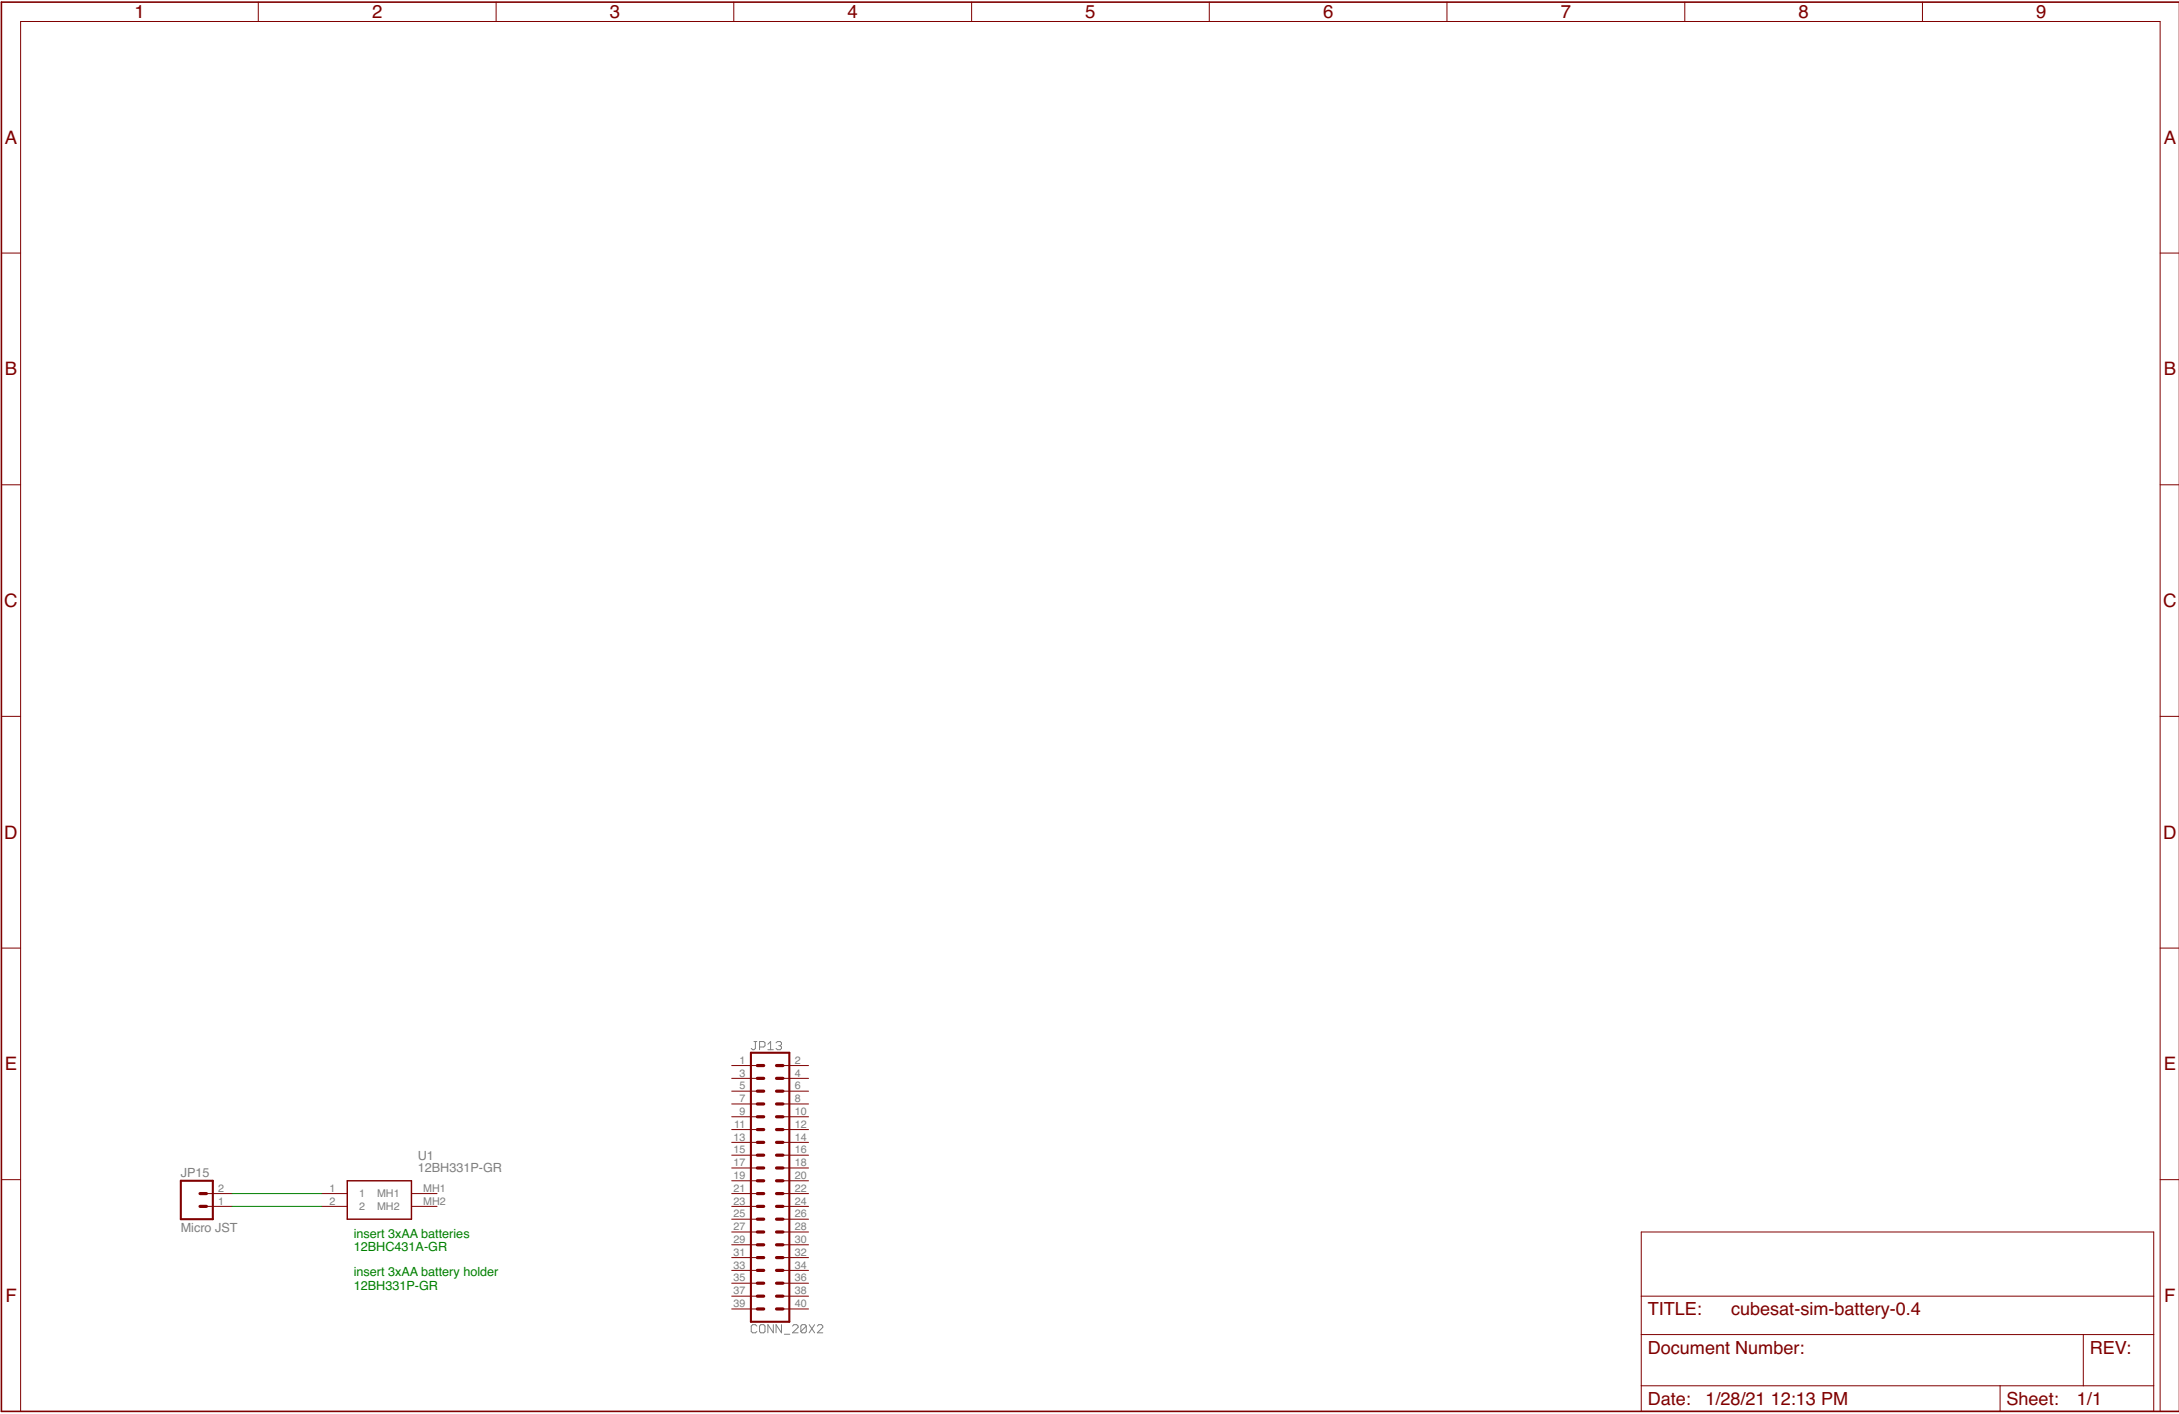 1 2 3 4 5 6 7 8 9
A A
B B
C C
D D
E E
F F
JP13
1 2
3 4
5 6
7 8
9 10
11 12
13 14
15 16
17 18
19 20
21 22
23 24
25 26
27 28
29 30
31 32
33 34
35 36
37 38
39 40
CONN_20X2
U1
12BH331P-GR
JP15
2 1 1 MH1 MH1
1 2 2 MH2 MH2
Micro JST
insert 3xAA batteries
12BHC431A-GR
insert 3xAA battery holder
12BH331P-GR
TITLE: cubesat-sim-battery-0.4
Document Number: REV:
Date: 1/28/21 12:13 PM Sheet: 1/1